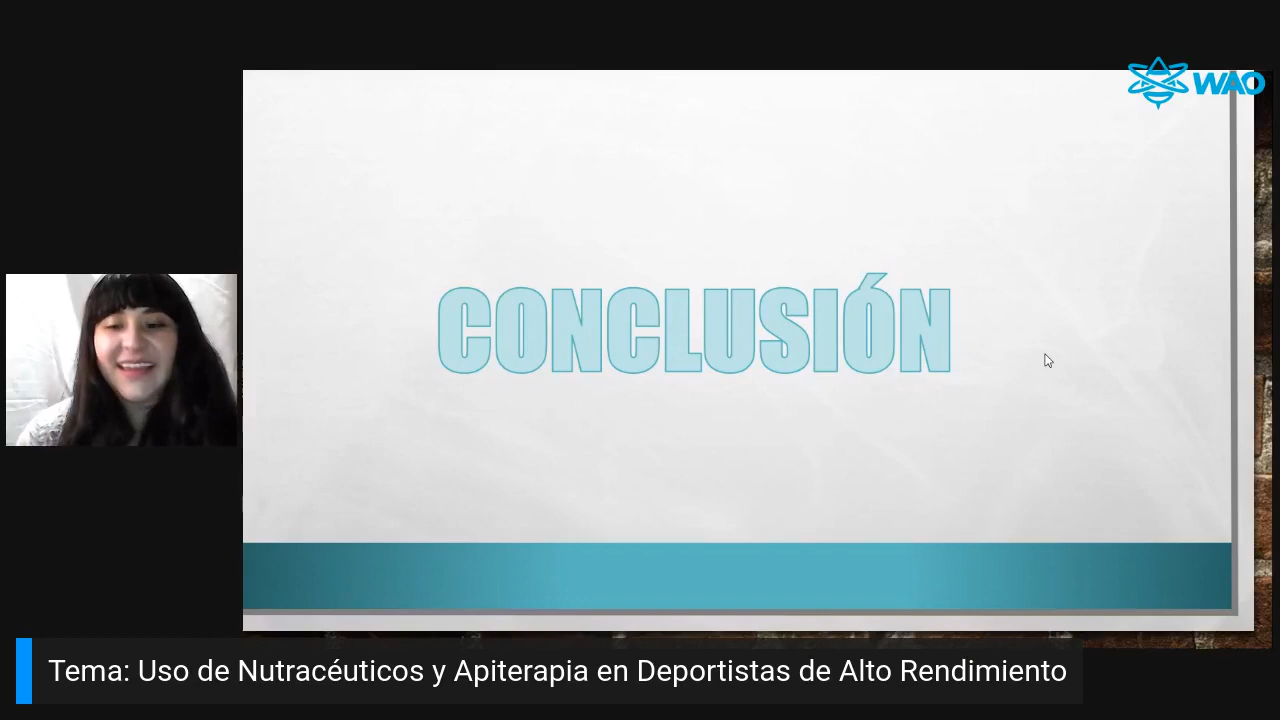 WAO
CONCLUSIÓN
Tema: Uso de Nutracéuticos y Apiterapia en Deportistas de Alto Rendimiento